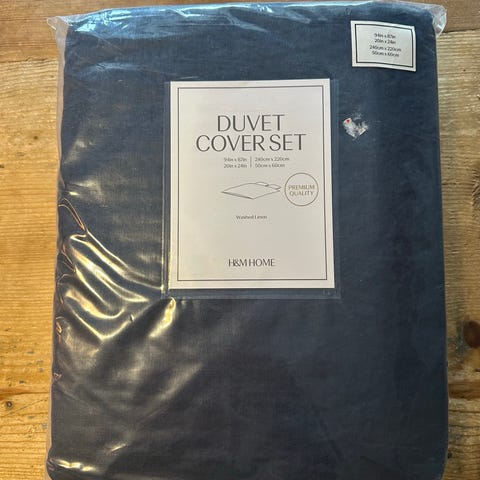 94in x 87in
20in x 24in
240cm x 220cm
50cm x 60cm
DUVET
COVER SET
94in x 87in | 240cm x 220cm
20in x 24in | 50cm x 60cm
PREMIUM
QUALITY
Washed Linen
H&M HOME